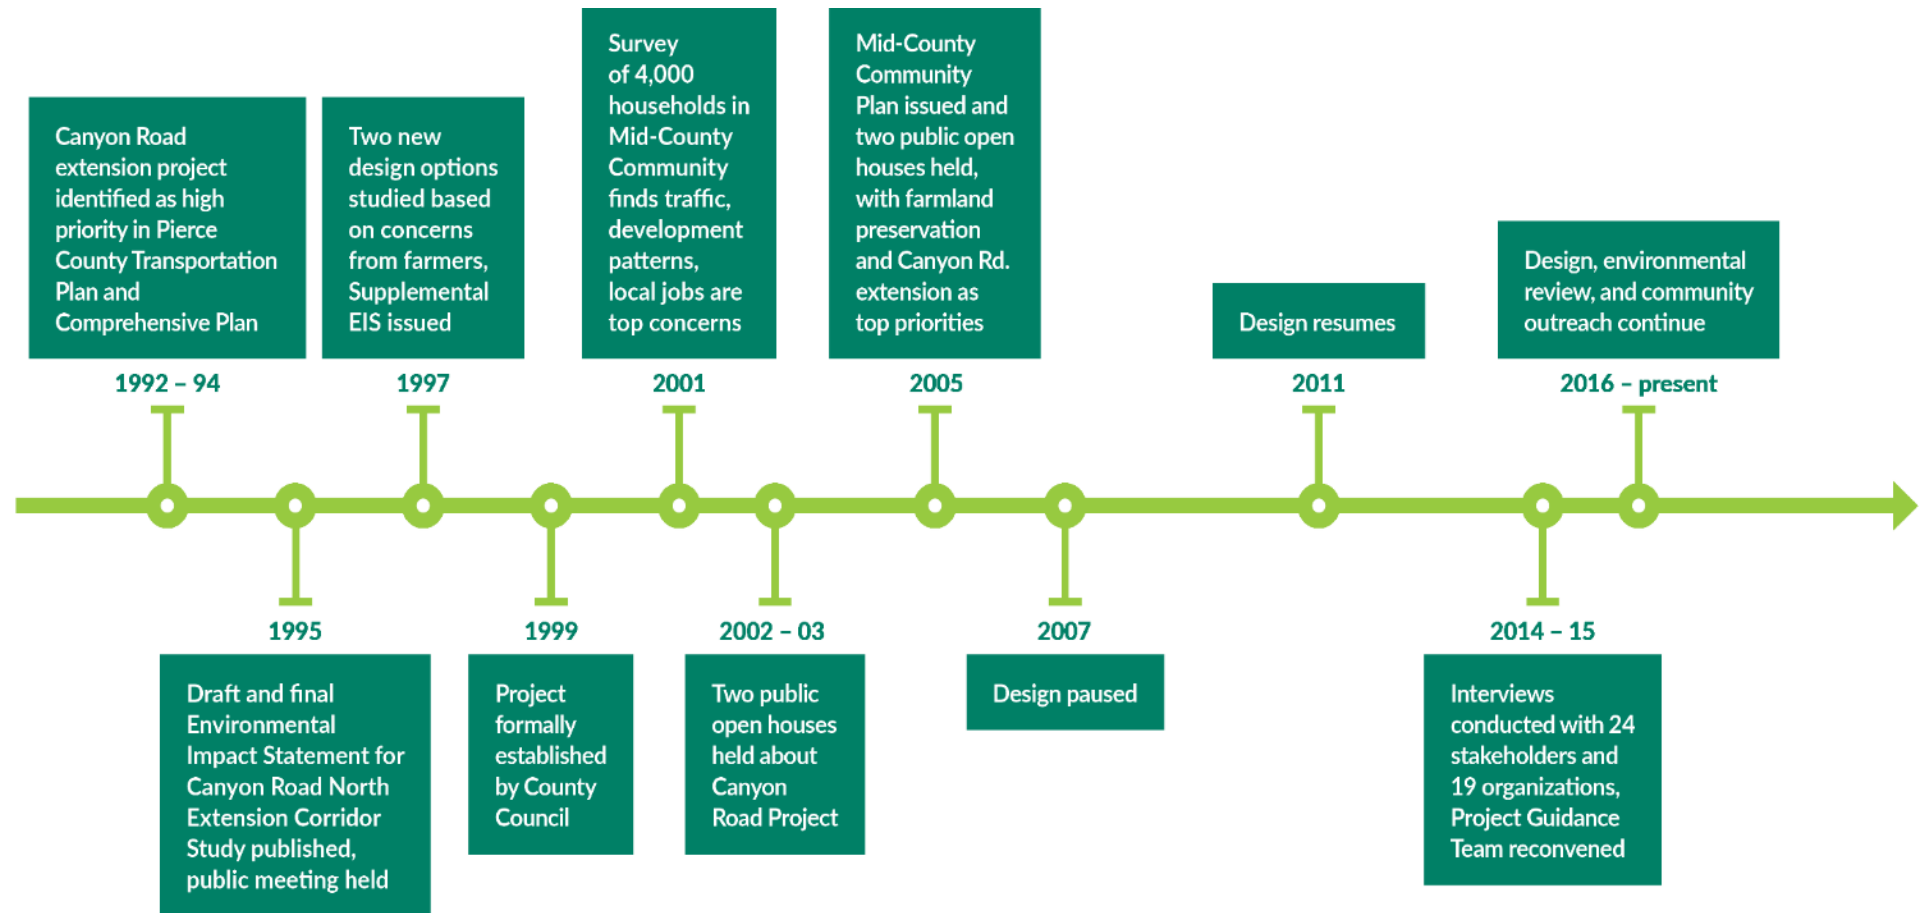 Canyon Road
extension project
identified as high
priority in Pierce
County Transportation
Plan and
Comprehensive Plan
1992 – 94
Draft and final
Environmental
Impact Statement for
Canyon Road North
Extension Corridor
Study published,
public meeting held
1995
Two new
design options
studied based
on concerns
from farmers,
Supplemental
EIS issued
1997
Project
formally
established
by County
Council
1999
Survey
of 4,000
households in
Mid-County
Community
finds traffic,
development
patterns,
local jobs are
top concerns
2001
Two public
open houses
held about
Canyon
Road Project
2002 – 03
Mid-County
Community
Plan issued and
two public open
houses held,
with farmland
preservation
and Canyon Rd.
extension as
top priorities
2005
Design paused
2007
Design resumes
2011
Interviews
conducted with 24
stakeholders and
19 organizations,
Project Guidance
Team reconvened
2014 – 15
Design, environmental
review, and community
outreach continue
2016 – present